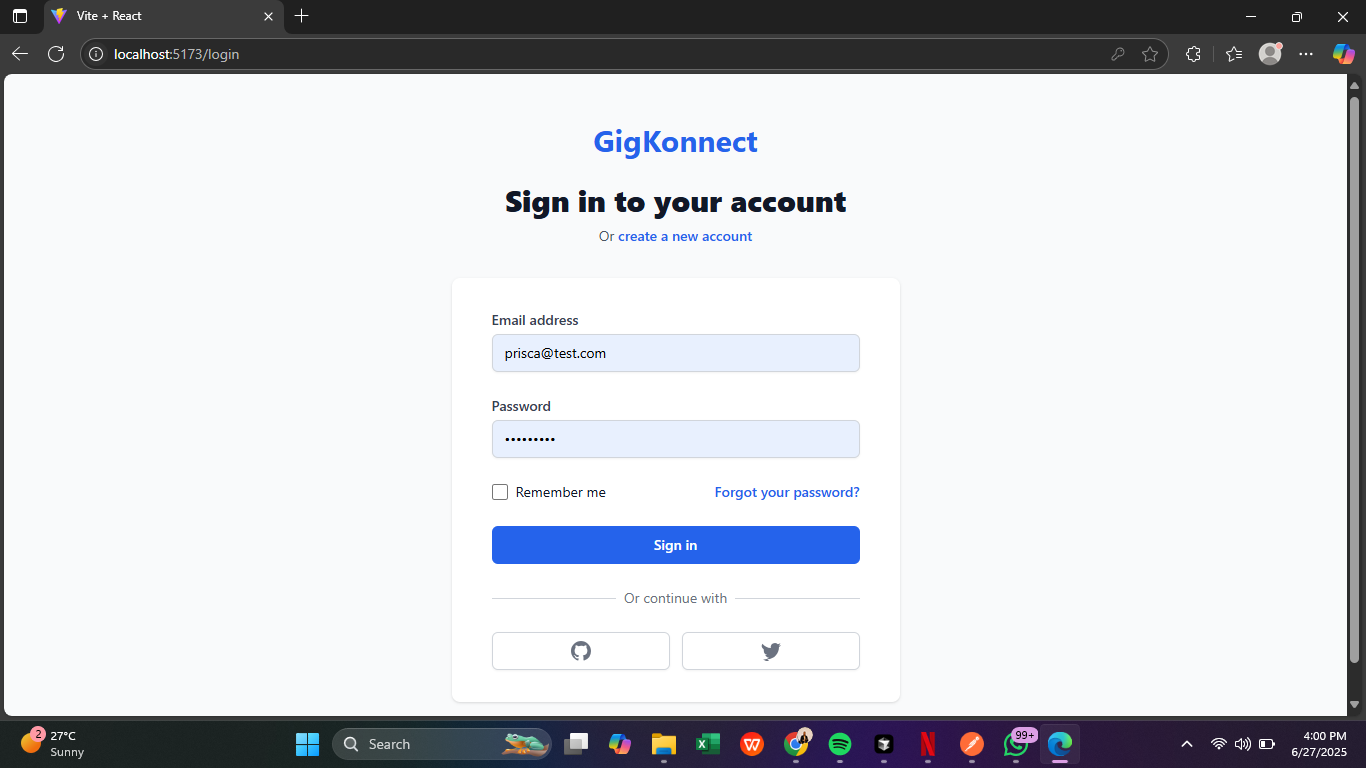 Vite + React
localhost:5173/login
GigKonnect
Sign in to your account
Or create a new account
Email address
prisca@test.com
Password
•••••••••
Remember me
Forgot your password?
Sign in
Or continue with
2
27°C
Sunny
Search
99+
4:00 PM
6/27/2025